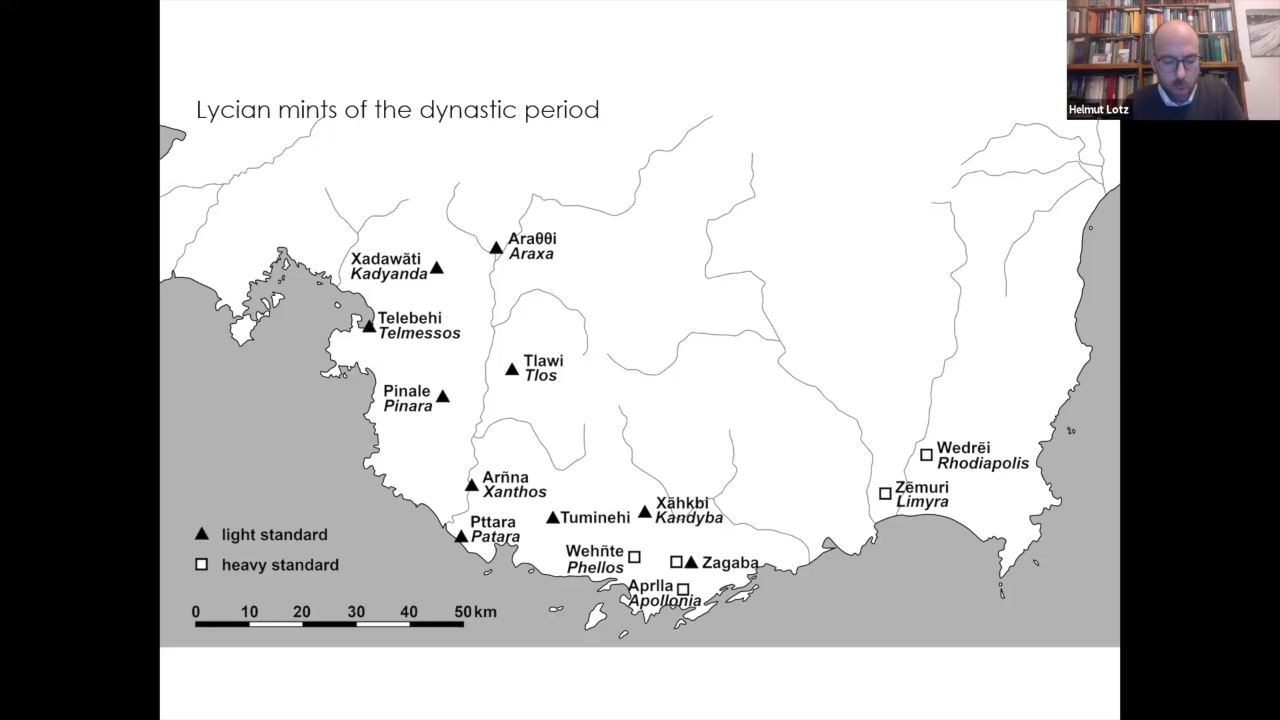 Helmut Lotz
Lycian mints of the dynastic period
Araθθi
Araxa
Xadawãti
Kadyanda
Telebehi
Telmessos
Tlawi
Tlos
Pinale
Pinara
Wedrẽi
Rhodiapolis
Arñna
Xanthos
Zẽmuri
Limyra
Xãhkbi
Kandyba
Tuminehi
Pttara
Patara
Wehñte
Phellos
Zagaba
Aprlla
Apollonia
light standard
heavy standard
0 10 20 30 40 50 km